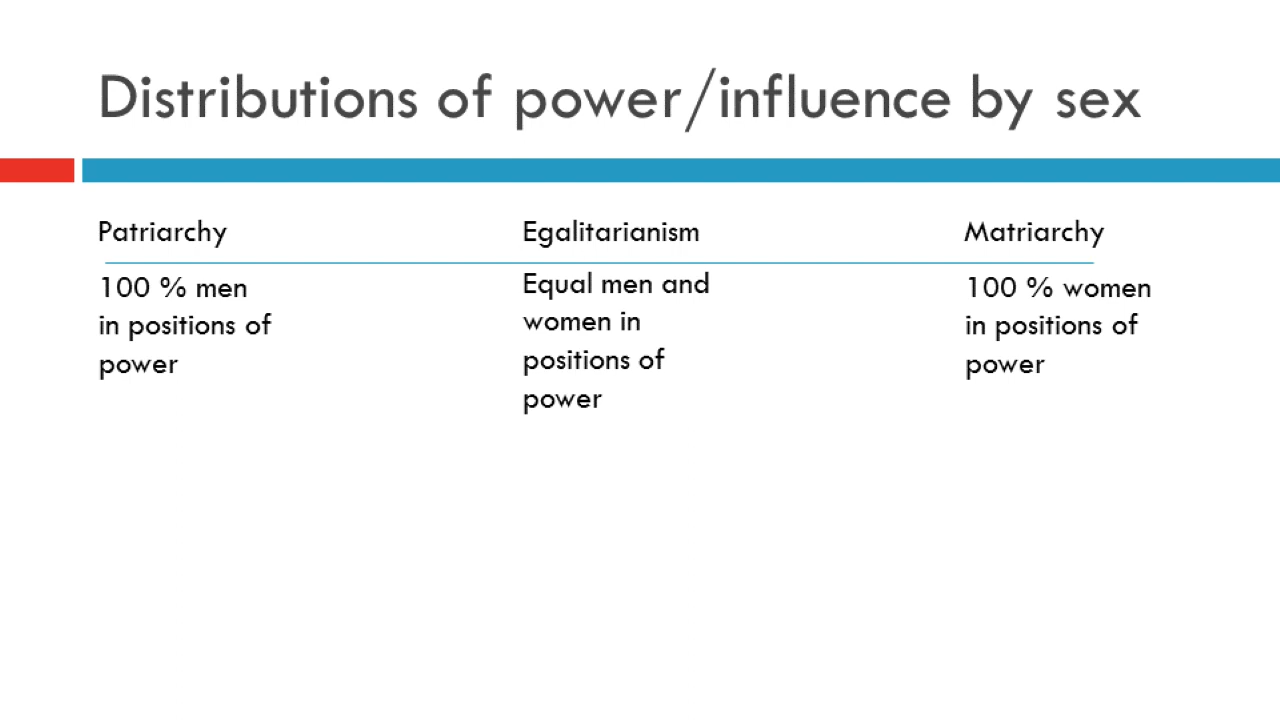 Distributions of power/influence by sex
Patriarchy
100 % men
in positions of
power
Egalitarianism
Equal men and
women in
positions of
power
Matriarchy
100 % women
in positions of
power